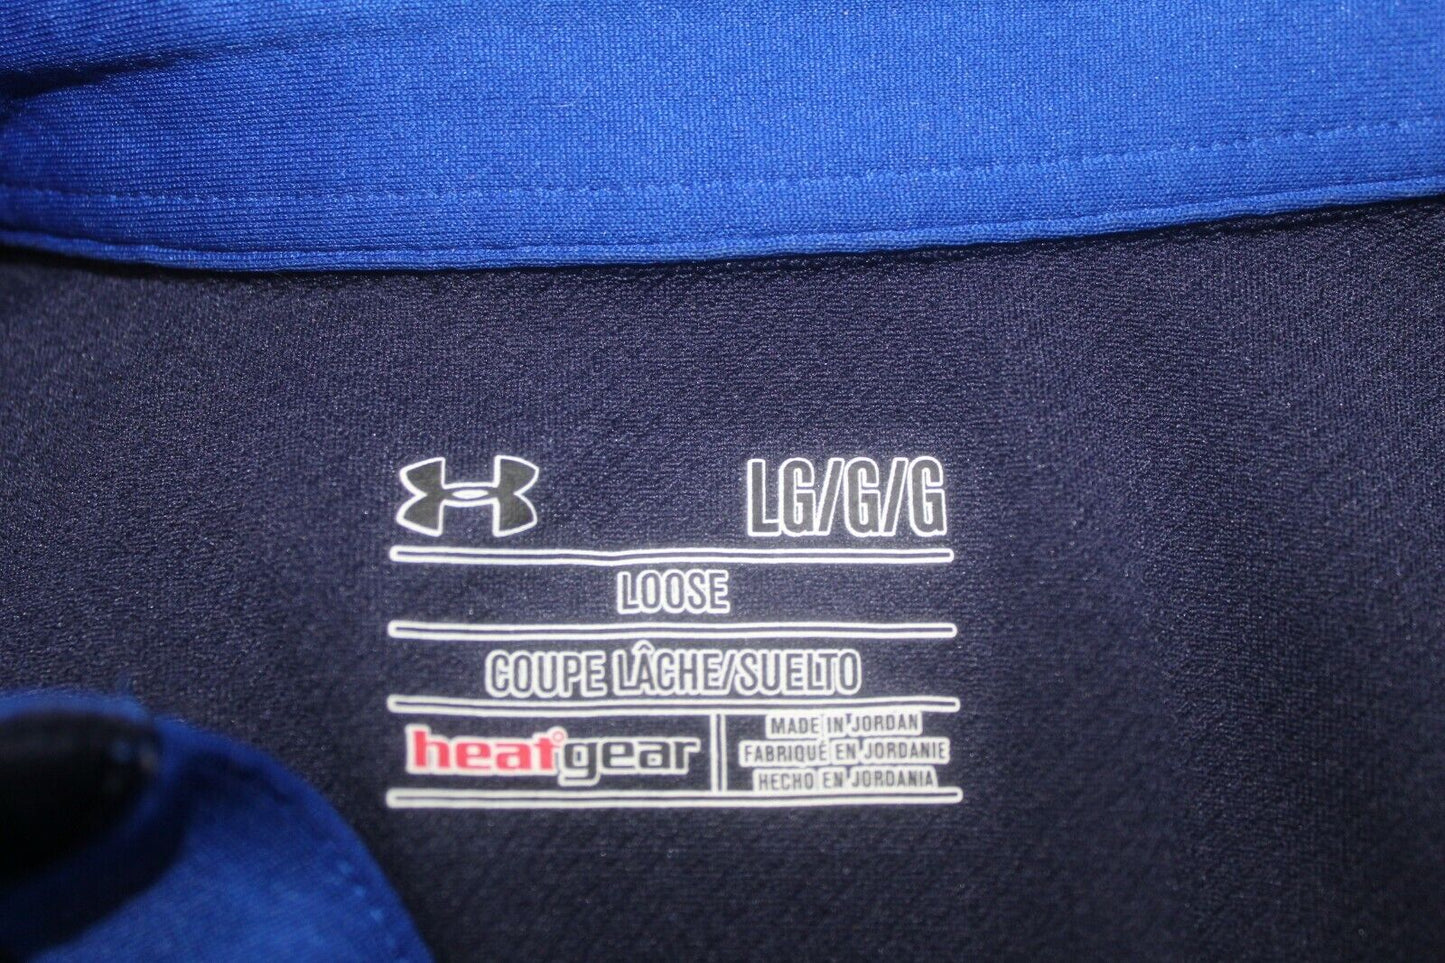 LG/G/G
LOOSE
COUPE LÂCHE/SUELTO
heatgear
MADE IN JORDAN
FABRIQUÉ EN JORDANIE
HECHO EN JORDANIA